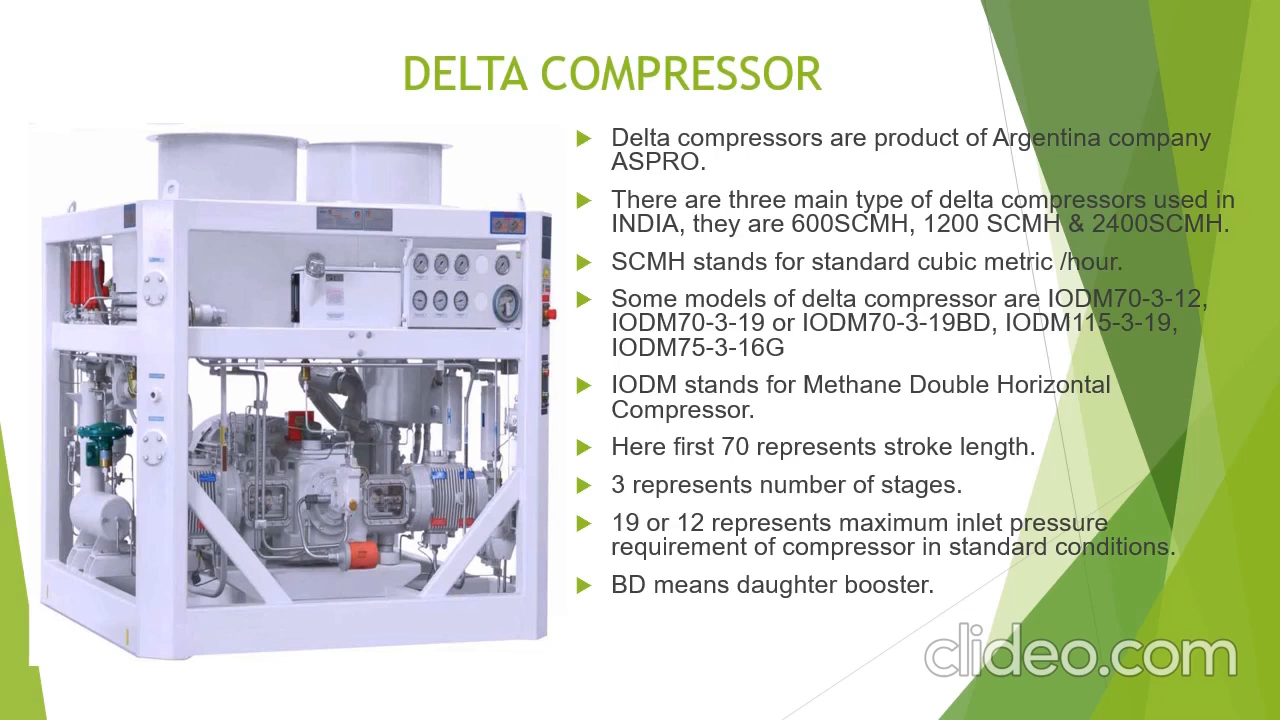 DELTA COMPRESSOR
Delta compressors are product of Argentina company
ASPRO.
There are three main type of delta compressors used in
INDIA, they are 600SCMH, 1200 SCMH & 2400SCMH.
SCMH stands for standard cubic metric /hour.
Some models of delta compressor are IODM70-3-12,
IODM70-3-19 or IODM70-3-19BD, IODM115-3-19,
IODM75-3-16G
IODM stands for Methane Double Horizontal
Compressor.
Here first 70 represents stroke length.
3 represents number of stages.
19 or 12 represents maximum inlet pressure
requirement of compressor in standard conditions.
BD means daughter booster.
clideo.com